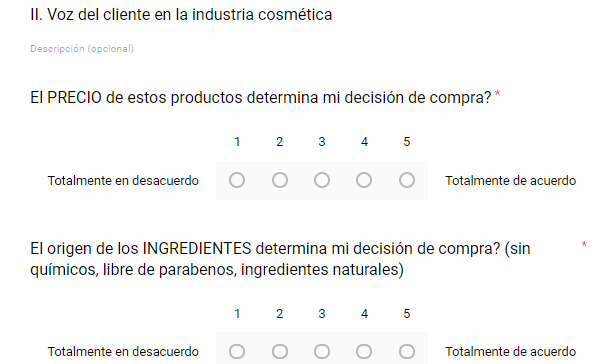 II. Voz del cliente en la industria cosmética
Descripción (opcional)
El PRECIO de estos productos determina mi decisión de compra? *
1 2 3 4 5
Totalmente en desacuerdo Totalmente de acuerdo
El origen de los INGREDIENTES determina mi decisión de compra? (sin *
químicos, libre de parabenos, ingredientes naturales)
1 2 3 4 5
Totalmente en desacuerdo Totalmente de acuerdo